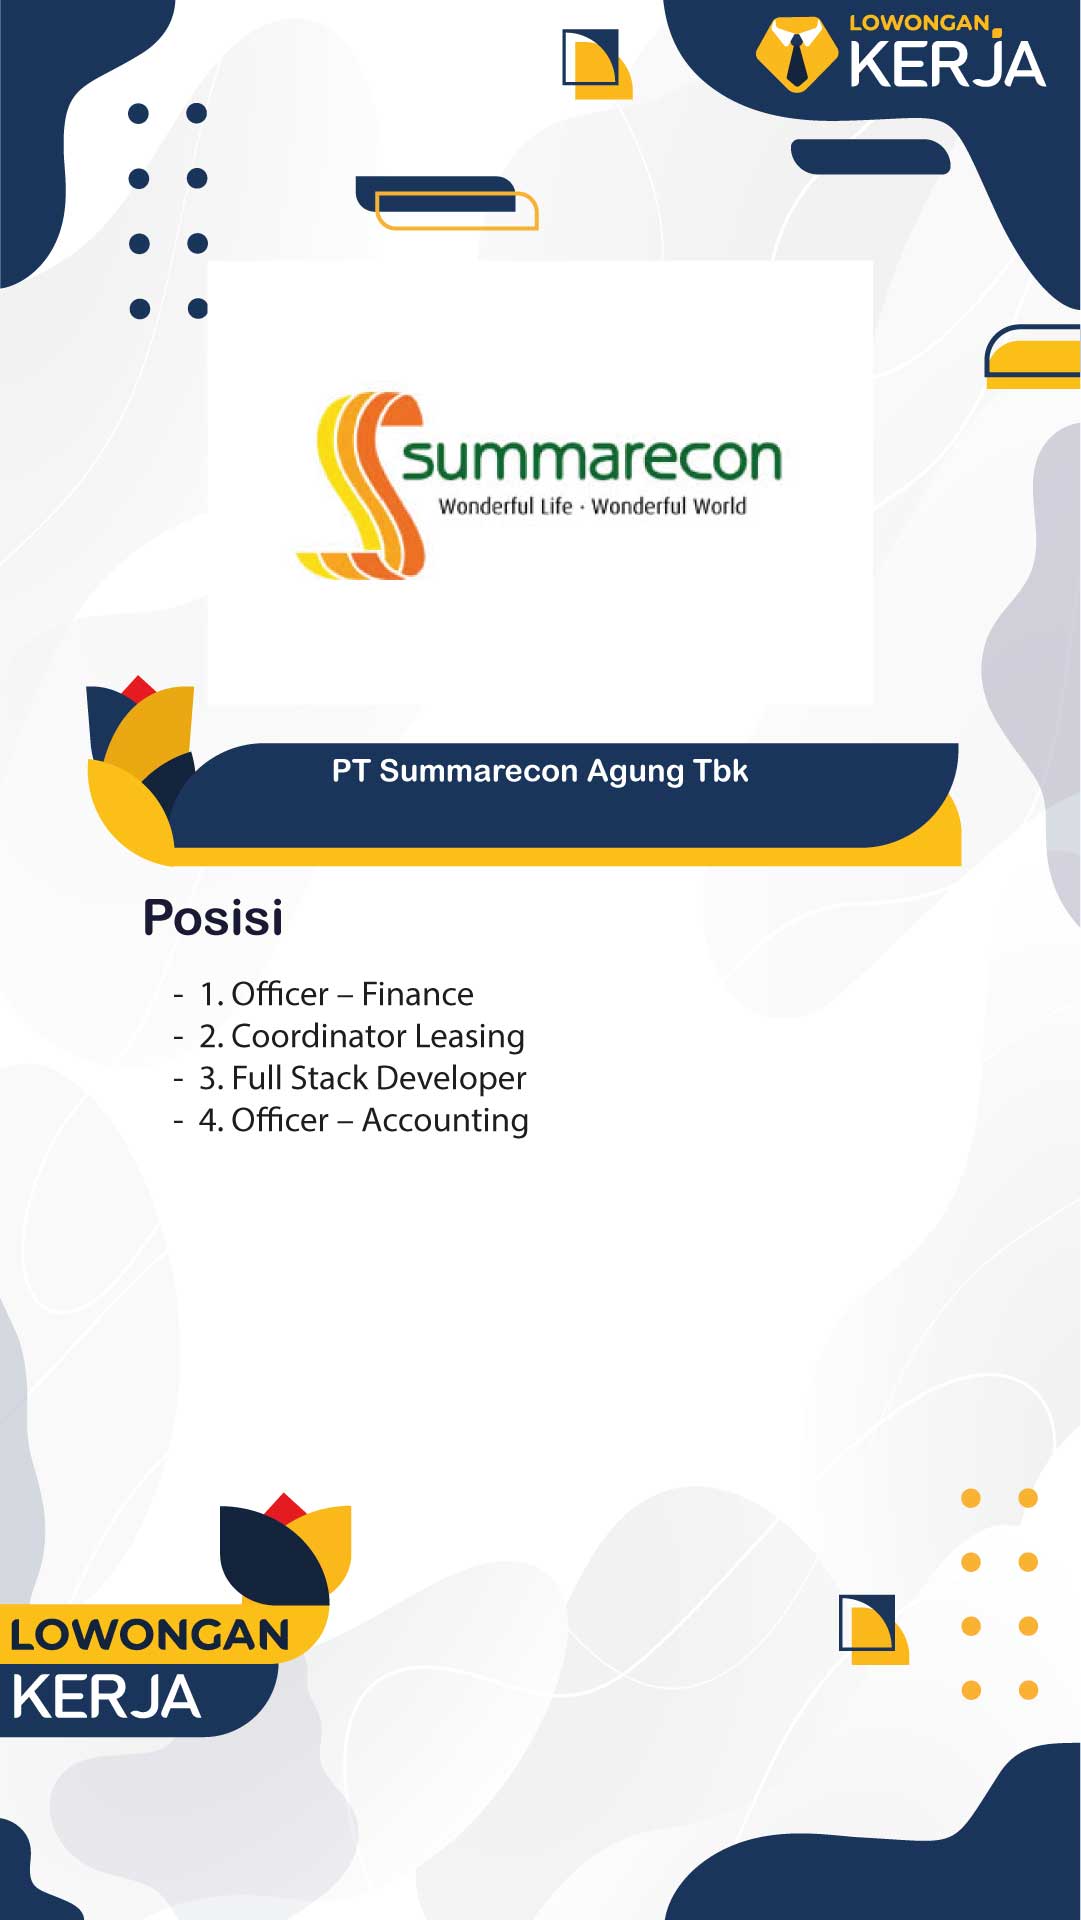 LOWONGAN
KERJA
summarecon
Wonderful Life · Wonderful World
PT Summarecon Agung Tbk
Posisi
- 1. Officer – Finance
- 2. Coordinator Leasing
- 3. Full Stack Developer
- 4. Officer – Accounting
LOWONGAN
KERJA